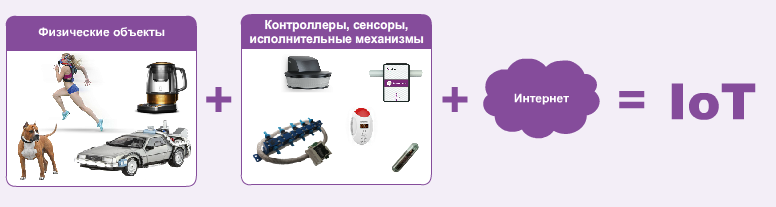 Физические объекты
Контроллеры, сенсоры,
исполнительные механизмы
+
+
Интернет
= IoT